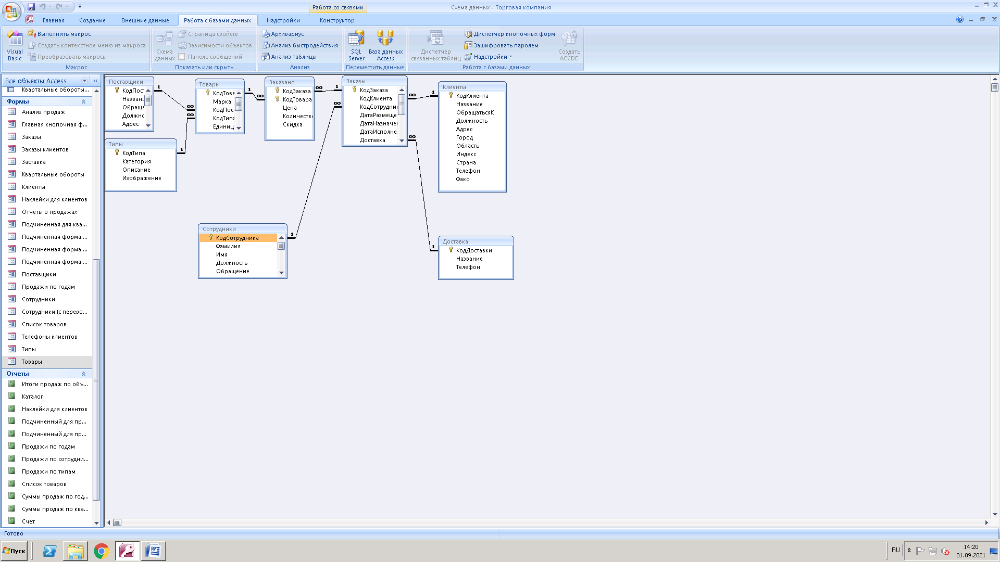 Работа со связями
Схема данных - Торговая компания
Главная
Создание
Внешние данные
Работа с базами данных
Надстройки
Конструктор
Visual Basic
Выполнить макрос
Создать контекстное меню из макроса
Преобразовать макросы
Макрос
Схема данных
Страница свойств
Зависимости объектов
Панель сообщений
Показать или скрыть
Архивариус
Анализ быстродействия
Анализ таблицы
Анализ
SQL Server
База данных Access
Переместить данные
Диспетчер связанных таблиц
Диспетчер кнопочных форм
Зашифровать паролем
Надстройки
Создать ACCDE
Работа с базами данных
Все объекты Access
Квартальные обороты...
Формы
Анализ продаж
Главная кнопочная ф...
Заказы
Заказы клиентов
Заставка
Квартальные обороты
Клиенты
Наклейки для клиентов
Отчеты о продажах
Подчиненная для ква...
Подчиненная форма ...
Подчиненная форма ...
Подчиненная форма ...
Поставщики
Продажи по годам
Сотрудники
Сотрудники (с перево...
Список товаров
Телефоны клиентов
Типы
Товары
Отчеты
Итоги продаж по объ...
Каталог
Наклейки для клиентов
Подчиненный для пр...
Подчиненный для пр...
Продажи по годам
Продажи по сотрудни...
Продажи по типам
Список товаров
Суммы продаж по год...
Суммы продаж по ква...
Счет
Поставщики
КодПос
Названи
Обраща
Должнс
Адрес
1
∞
Типы
КодТипа
Категория
Описание
Изображение
1
∞
Товары
КодТова
Марка
КодПос
КодТипа
Единиц
1
∞
Заказано
КодЗаказа
КодТовара
Цена
Количеств
Скидка
∞
1
Заказы
КодЗаказа
КодКлиента
КодСотрудни
ДатаРазмеще
ДатаНазначе
ДатаИсполне
Доставка
∞
1
∞
∞
Клиенты
КодКлиента
Название
ОбращатьсяК
Должность
Адрес
Город
Область
Индекс
Страна
Телефон
Факс
Сотрудники
КодСотрудника
Фамилия
Имя
Должность
Обращение
1
Доставка
КодДоставки
Название
Телефон
1
Готово
Пуск
RU
14:20
01.09.2021